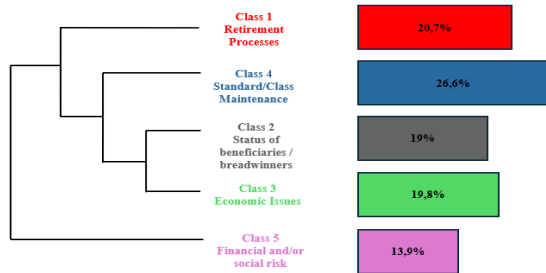 Class 1
Retirement
Processes
20,7%
Class 4
Standard/Class
Maintenance
26,6%
Class 2
Status of
beneficiaries /
breadwinners
19%
Class 3
Economic Issues
19,8%
Class 5
Financial and/or
social risk
13,9%